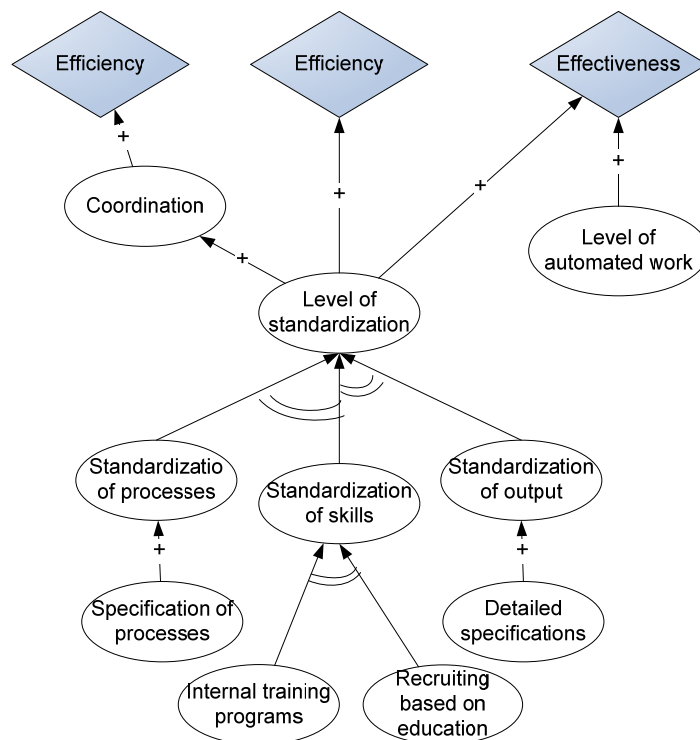 Efficiency
Efficiency
Effectiveness
+
+
+
Coordination
+
+
Level of
automated work
Level of
standardization
Standardizatio
of processes
Standardization
of skills
Standardization
of output
+
+
Specification of
processes
Detailed
specifications
Internal training
programs
Recruiting
based on
education